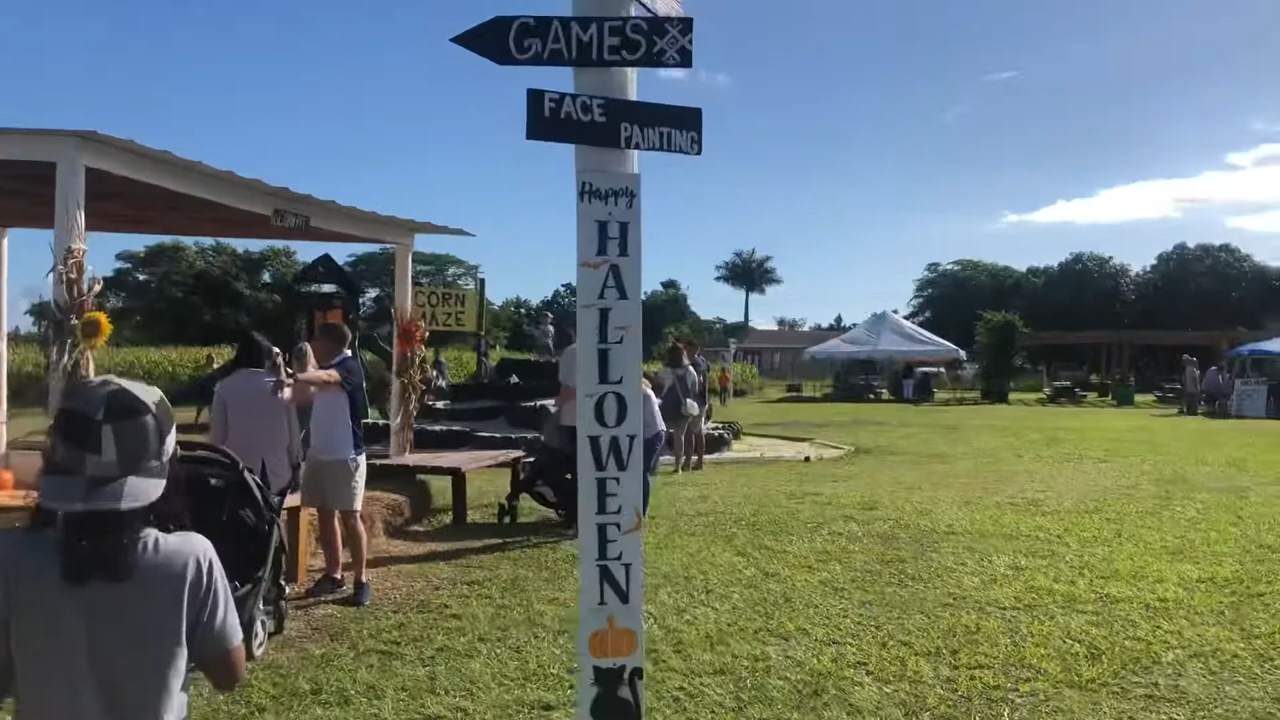 GAMES
FACE
PAINTING
Happy
HALLOWEEN
CORN
MAZE